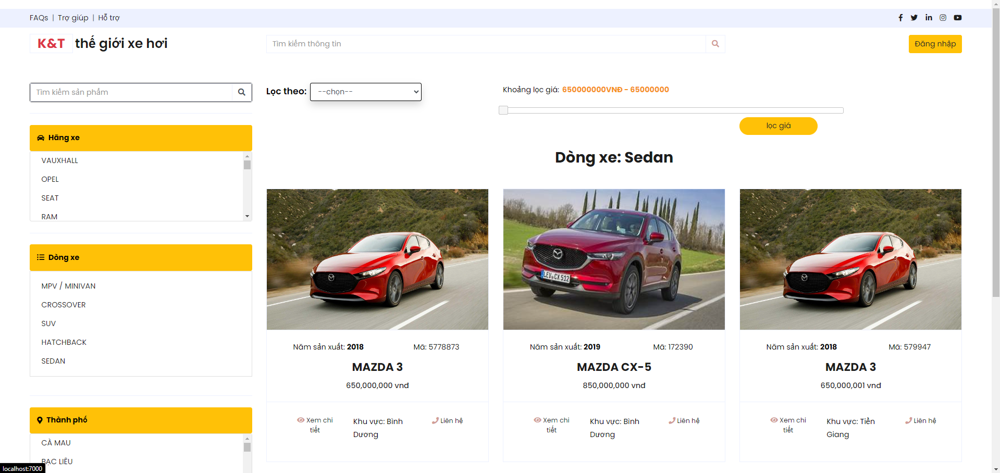 FAQs | Trợ giúp | Hỗ trợ
K&T thế giới xe hơi
Tìm kiếm thông tin
Đăng nhập
Tìm kiếm sản phẩm
Lọc theo: --chọn--
Khoảng lọc giá: 650000000VNĐ - 65000000
lọc giá
Hãng xe
VAUXHALL
OPEL
SEAT
RAM
Dòng xe
MPV / MINIVAN
CROSSOVER
SUV
HATCHBACK
SEDAN
Thành phố
CÀ MAU
BẠC LIÊU
Dòng xe: Sedan
Năm sản xuất: 2018 Mã: 5778873
MAZDA 3
650,000,000 vnđ
Xem chi
tiết
Khu vực: Bình
Dương
Liên hệ
LEV CX 512
Năm sản xuất: 2019 Mã: 172390
MAZDA CX-5
850,000,000 vnđ
Xem chi
tiết
Khu vực: Bình
Dương
Liên hệ
Năm sản xuất: 2018 Mã: 579947
MAZDA 3
650,000,001 vnđ
Xem chi
tiết
Khu vực: Tiền
Giang
Liên hệ
localhost:7000